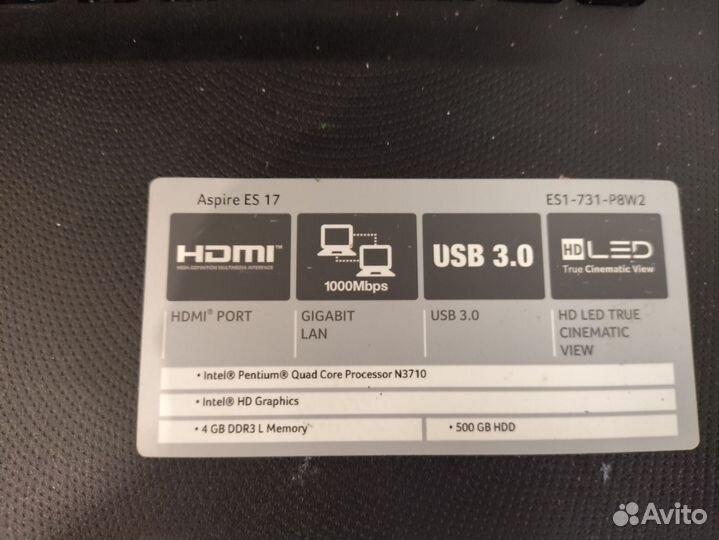 Aspire ES 17 ES1-731-P8W2
HDMI™
HIGH-DEFINITION MULTIMEDIA INTERFACE
1000Mbps
USB 3.0
HD LED
True Cinematic View
HDMI® PORT
GIGABIT
LAN
USB 3.0
HD LED TRUE
CINEMATIC
VIEW
• Intel® Pentium® Quad Core Processor N3710
• Intel® HD Graphics
• 4 GB DDR3 L Memory
• 500 GB HDD
Avito